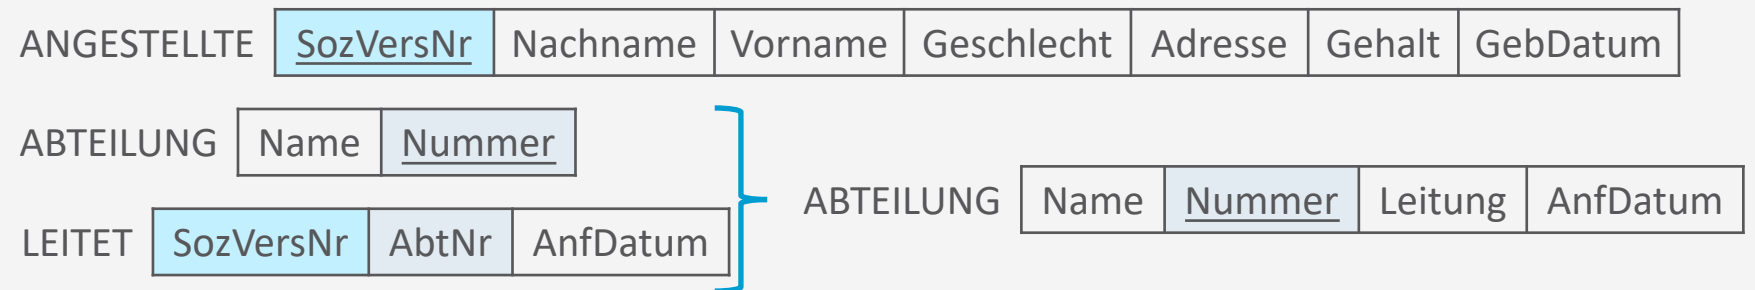 ANGESTELLTE SozVersNr Nachname Vorname Geschlecht Adresse Gehalt GebDatum
ABTEILUNG Name Nummer
LEITET SozVersNr AbtNr AnfDatum
ABTEILUNG Name Nummer Leitung AnfDatum